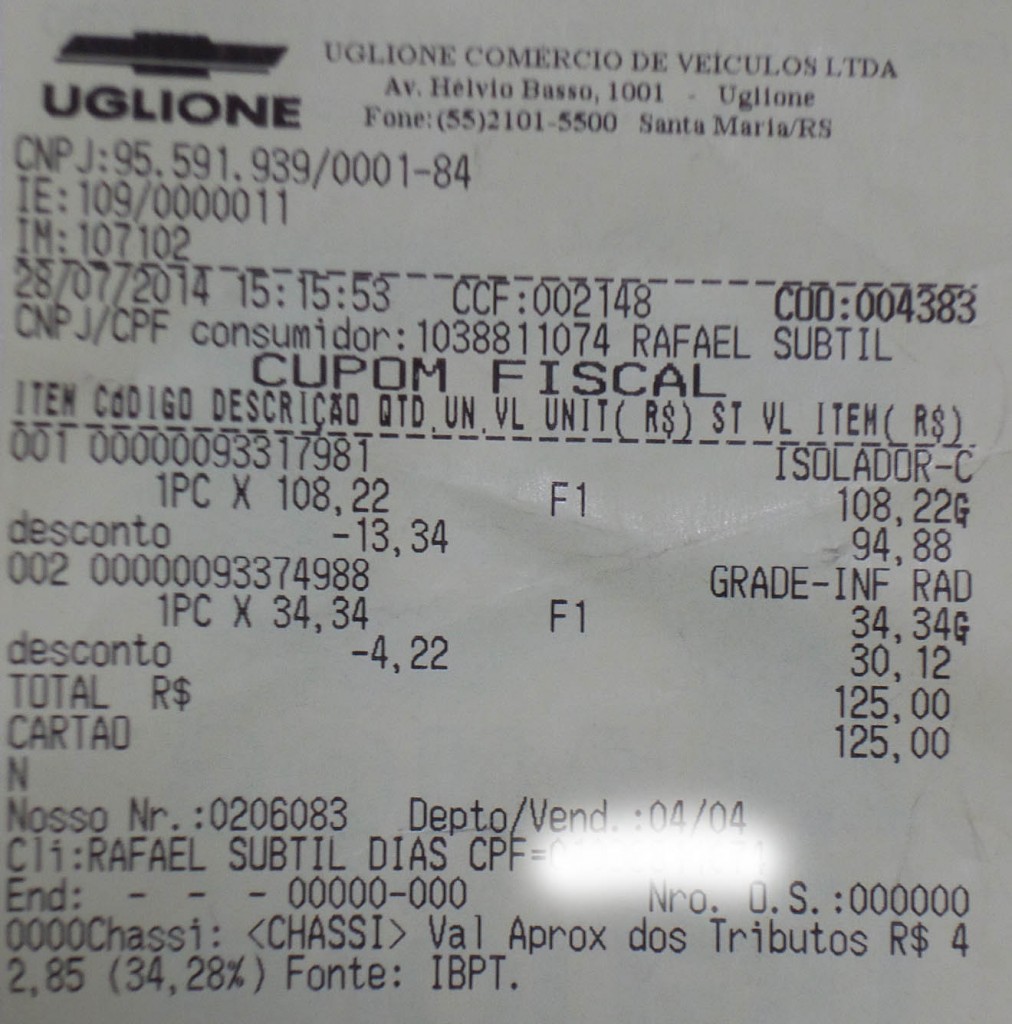 UGLIONE
UGLIONE COMÉRCIO DE VEÍCULOS LTDA
Av. Hélvio Basso, 1001 - Uglione
Fone:(55)2101-5500 Santa Maria/RS
CNPJ:95.591.939/0001-84
IE:109/0000011
IM:107102
28/07/2014 15:15:53 CCF:002148 COO:004383
CNPJ/CPF consumidor:1038811074 RAFAEL SUBTIL
CUPOM FISCAL
ITEM CóDIGO DESCRIÇÃO QTD.UN.VL UNIT( R$) ST VL ITEM( R$)
001 00000093317981 ISOLADOR-C
1PC X 108,22 F1 108,22G
desconto -13,34 94,88
002 00000093374988 GRADE-INF RAD
1PC X 34,34 F1 34,34G
desconto -4,22 30,12
TOTAL R$ 125,00
CARTAO 125,00
N
Nosso Nr.:0206083 Depto/Vend.:04/04
Cli:RAFAEL SUBTIL DIAS CPF=
End: - - - 00000-000 Nro. O.S.:000000
0000Chassi: <CHASSI> Val Aprox dos Tributos R$ 4
2,85 (34,28%) Fonte: IBPT.